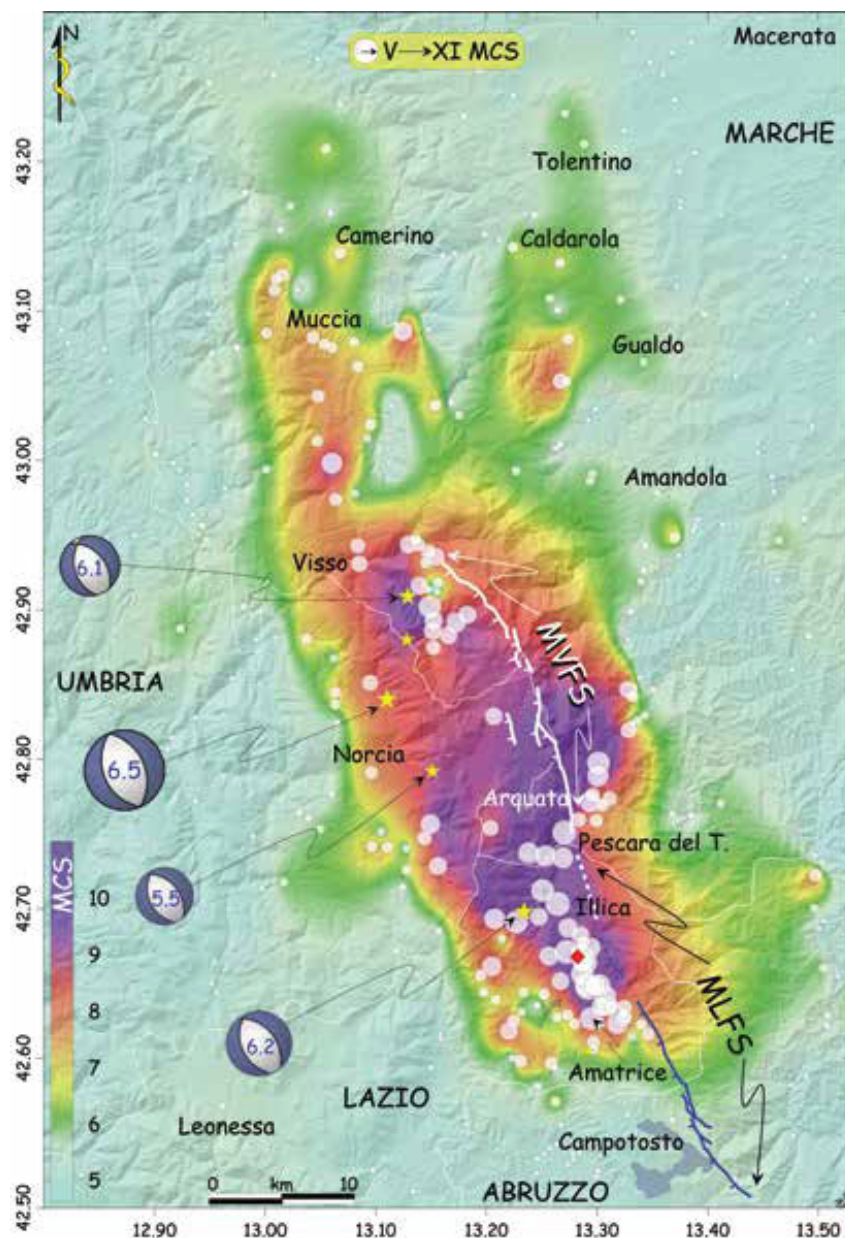 N
V→XI MCS
Macerata
MARCHE
43.20
Tolentino
Camerino
Caldarola
43.10
Muccia
Gualdo
43.00
Amandola
Visso
6.1
42.90
MVFS
UMBRIA
6.5
42.80
Norcia
Arquata
Pescara del T.
MCS
10
5.5
42.70
Illica
9
8
MLFS
7
6.2
42.60
Amatrice
LAZIO
6
Leonessa
Campotosto
5
km
0 10
ABRUZZO
42.50
12.90 13.00 13.10 13.20 13.30 13.40 13.50